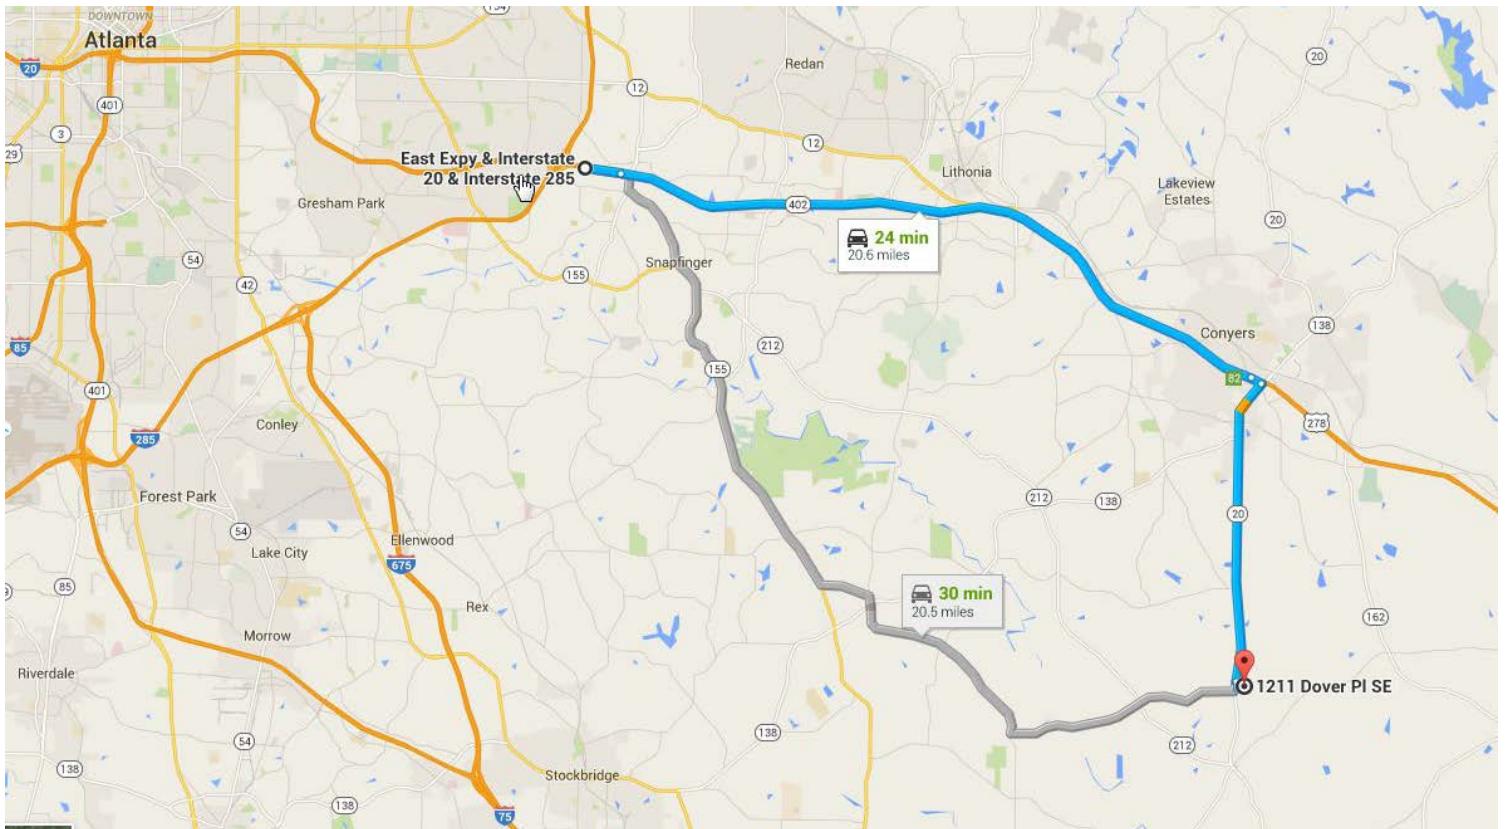 154
DOWNTOWN
Atlanta
20
Redan
20
12
401
3
29
12
East Expy & Interstate
20 & Interstate 285
Lithonia
Lakeview
Estates
Gresham Park
402
20
24 min
20.6 miles
54
Snapfinger
155
42
138
Conyers
85
212
155
82
401
278
Conley
285
Forest Park
212
138
20
54
Ellenwood
Lake City
675
85
30 min
20.5 miles
Rex
162
Morrow
Riverdale
1211 Dover Pl SE
138
54
212
138
Stockbridge
138
75